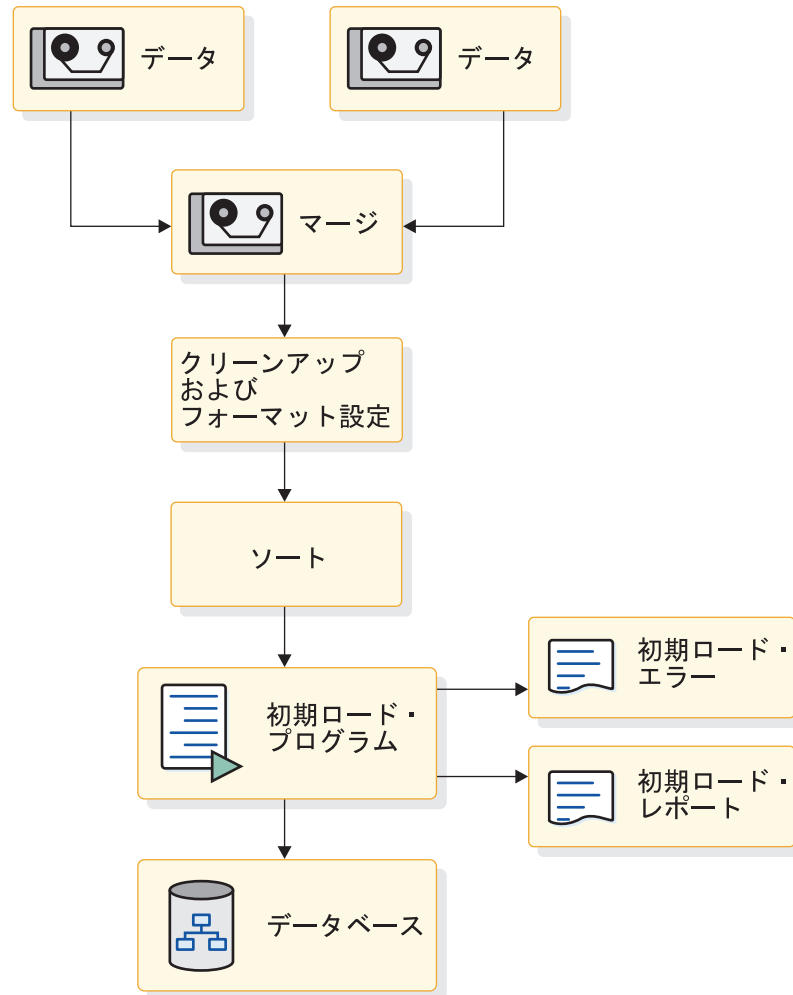 データ
データ
マージ
クリーンアップ
および
フォーマット設定
ソート
初期ロード・
エラー
初期ロード・
プログラム
初期ロード・
レポート
データベース